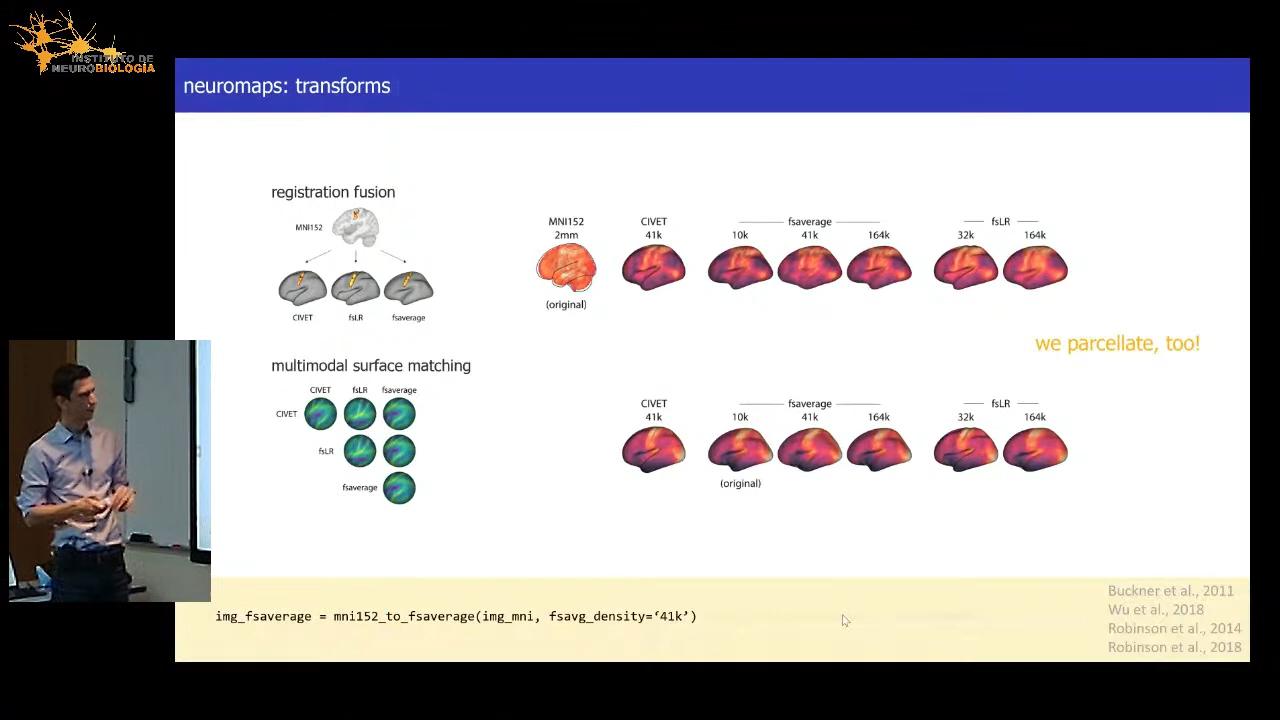 INSTITUTO DE
NEUROBIOLOGÍA
neuromaps: transforms
registration fusion
MNI152
CIVET fsLR fsaverage
multimodal surface matching
CIVET fsLR fsaverage
CIVET
fsLR
fsaverage
MNI152 CIVET fsaverage fsLR
2mm 41k 10k 41k 164k 32k 164k
(original)
we parcellate, too!
CIVET fsaverage fsLR
41k 10k 41k 164k 32k 164k
(original)
img_fsaverage = mni152_to_fsaverage(img_mni, fsavg_density=‘41k’)
Buckner et al., 2011
Wu et al., 2018
Robinson et al., 2014
Robinson et al., 2018